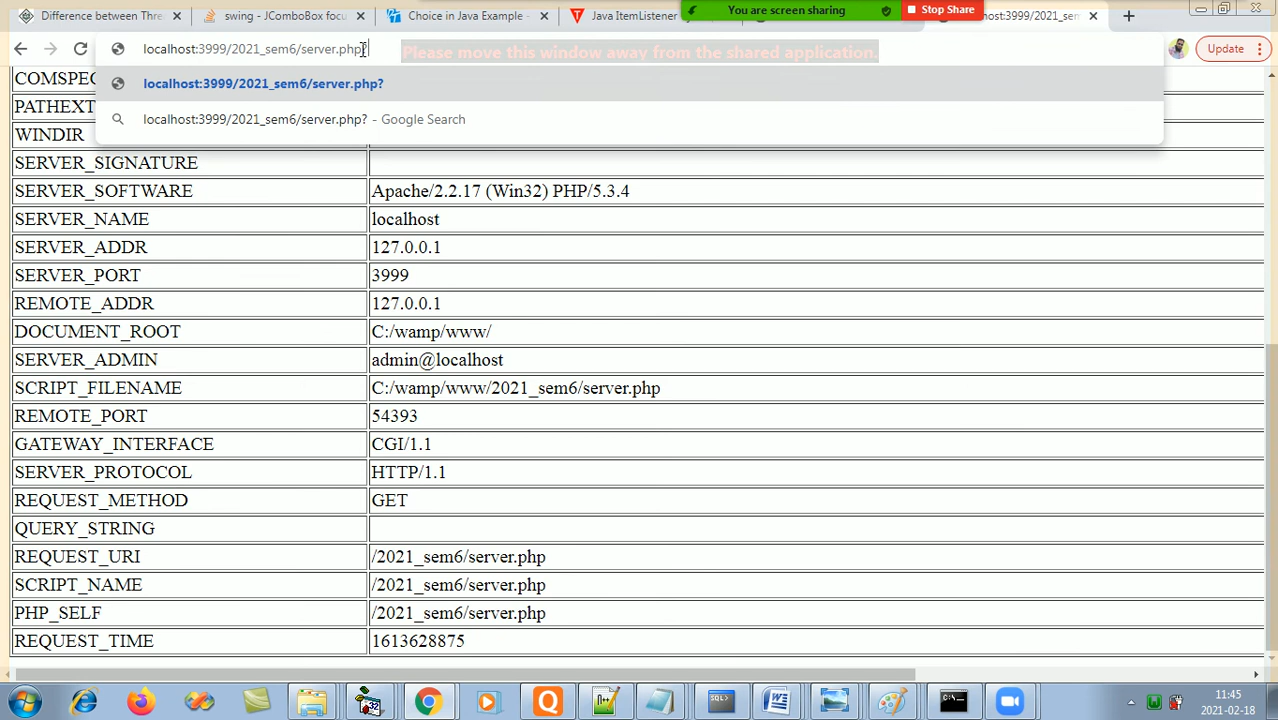 Difference between Thre
swing - JComboBox focu
Choice in Java Example -
Java ItemListener
You are screen sharing
Stop Share
localhost:3999/2021_sem
localhost:3999/2021_sem6/server.php?
Please move this window away from the shared application.
Update
localhost:3999/2021_sem6/server.php?
localhost:3999/2021_sem6/server.php? - Google Search
COMSPEC
PATHEXT
WINDIR
SERVER_SIGNATURE
SERVER_SOFTWARE Apache/2.2.17 (Win32) PHP/5.3.4
SERVER_NAME localhost
SERVER_ADDR 127.0.0.1
SERVER_PORT 3999
REMOTE_ADDR 127.0.0.1
DOCUMENT_ROOT C:/wamp/www/
SERVER_ADMIN admin@localhost
SCRIPT_FILENAME C:/wamp/www/2021_sem6/server.php
REMOTE_PORT 54393
GATEWAY_INTERFACE CGI/1.1
SERVER_PROTOCOL HTTP/1.1
REQUEST_METHOD GET
QUERY_STRING
REQUEST_URI /2021_sem6/server.php
SCRIPT_NAME /2021_sem6/server.php
PHP_SELF /2021_sem6/server.php
REQUEST_TIME 1613628875
11:45
2021-02-18